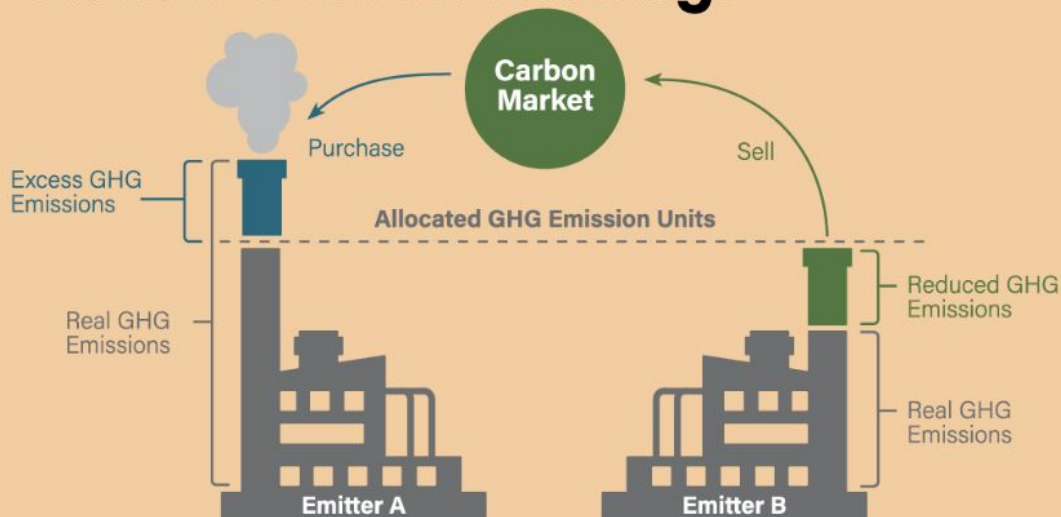 Carbon
Market
Purchase
Sell
Excess GHG
Emissions
Allocated GHG Emission Units
Reduced GHG
Emissions
Real GHG
Emissions
Real GHG
Emissions
Emitter A
Emitter B